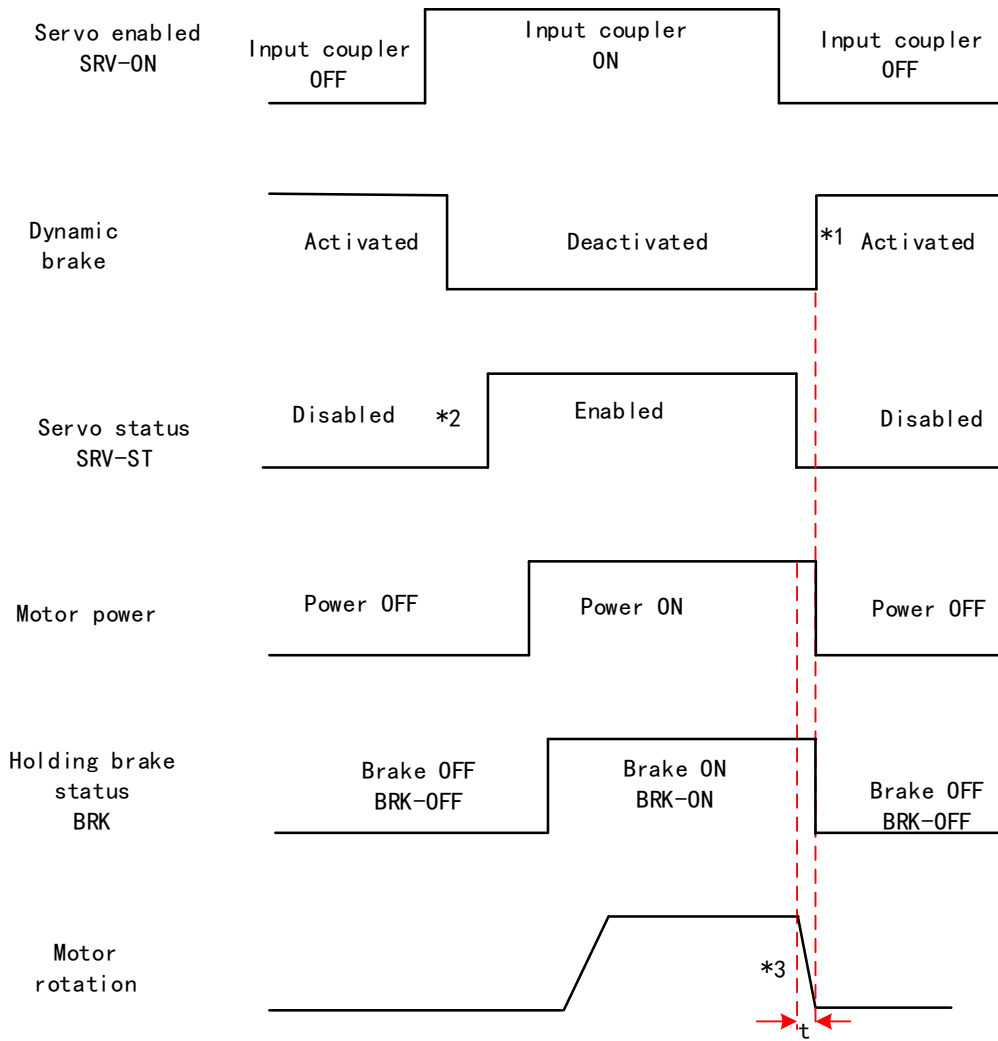 Servo enabled
SRV-ON
Input coupler
OFF
Input coupler
ON
Input coupler
OFF
Dynamic
brake
Activated
Deactivated
*1 Activated
Servo status
SRV-ST
Disabled
*2
Enabled
Disabled
Motor power
Power OFF
Power ON
Power OFF
Holding brake
status
BRK
Brake OFF
BRK-OFF
Brake ON
BRK-ON
Brake OFF
BRK-OFF
Motor
rotation
*3
t